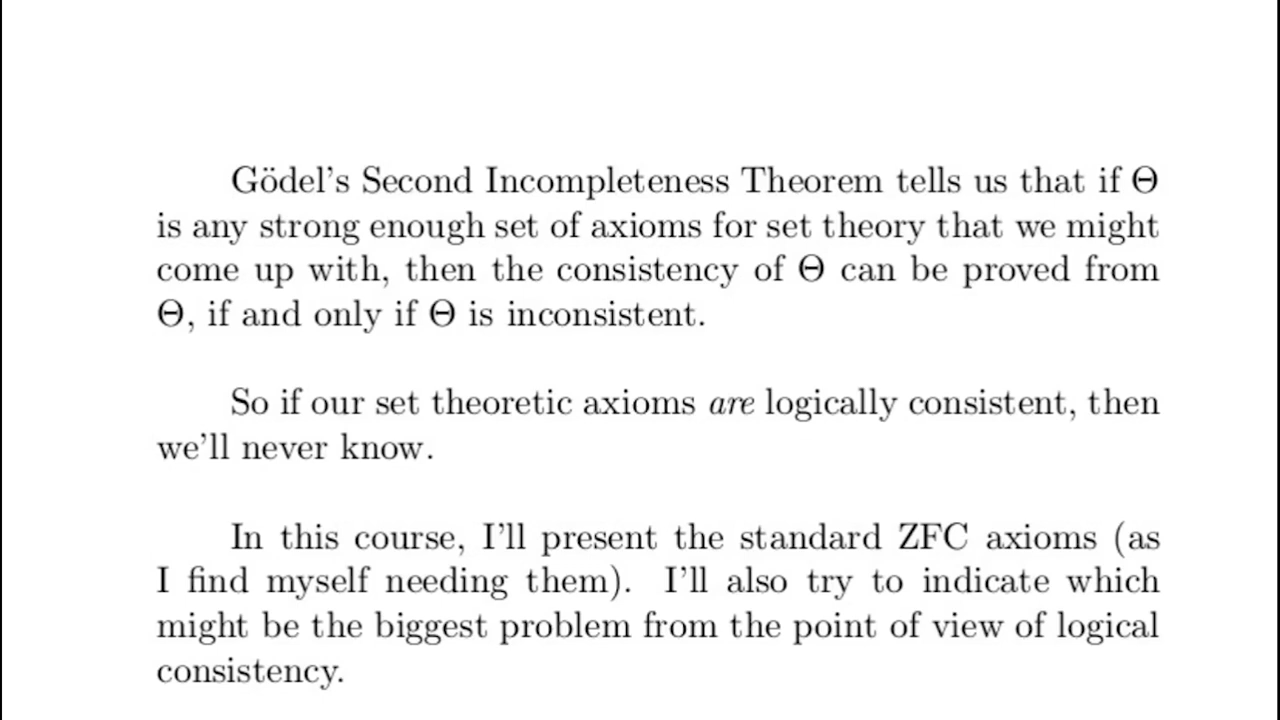 Gödel's Second Incompleteness Theorem tells us that if Θ
is any strong enough set of axioms for set theory that we might
come up with, then the consistency of Θ can be proved from
Θ, if and only if Θ is inconsistent.
So if our set theoretic axioms are logically consistent, then
we'll never know.
In this course, I'll present the standard ZFC axioms (as
I find myself needing them). I'll also try to indicate which
might be the biggest problem from the point of view of logical
consistency.